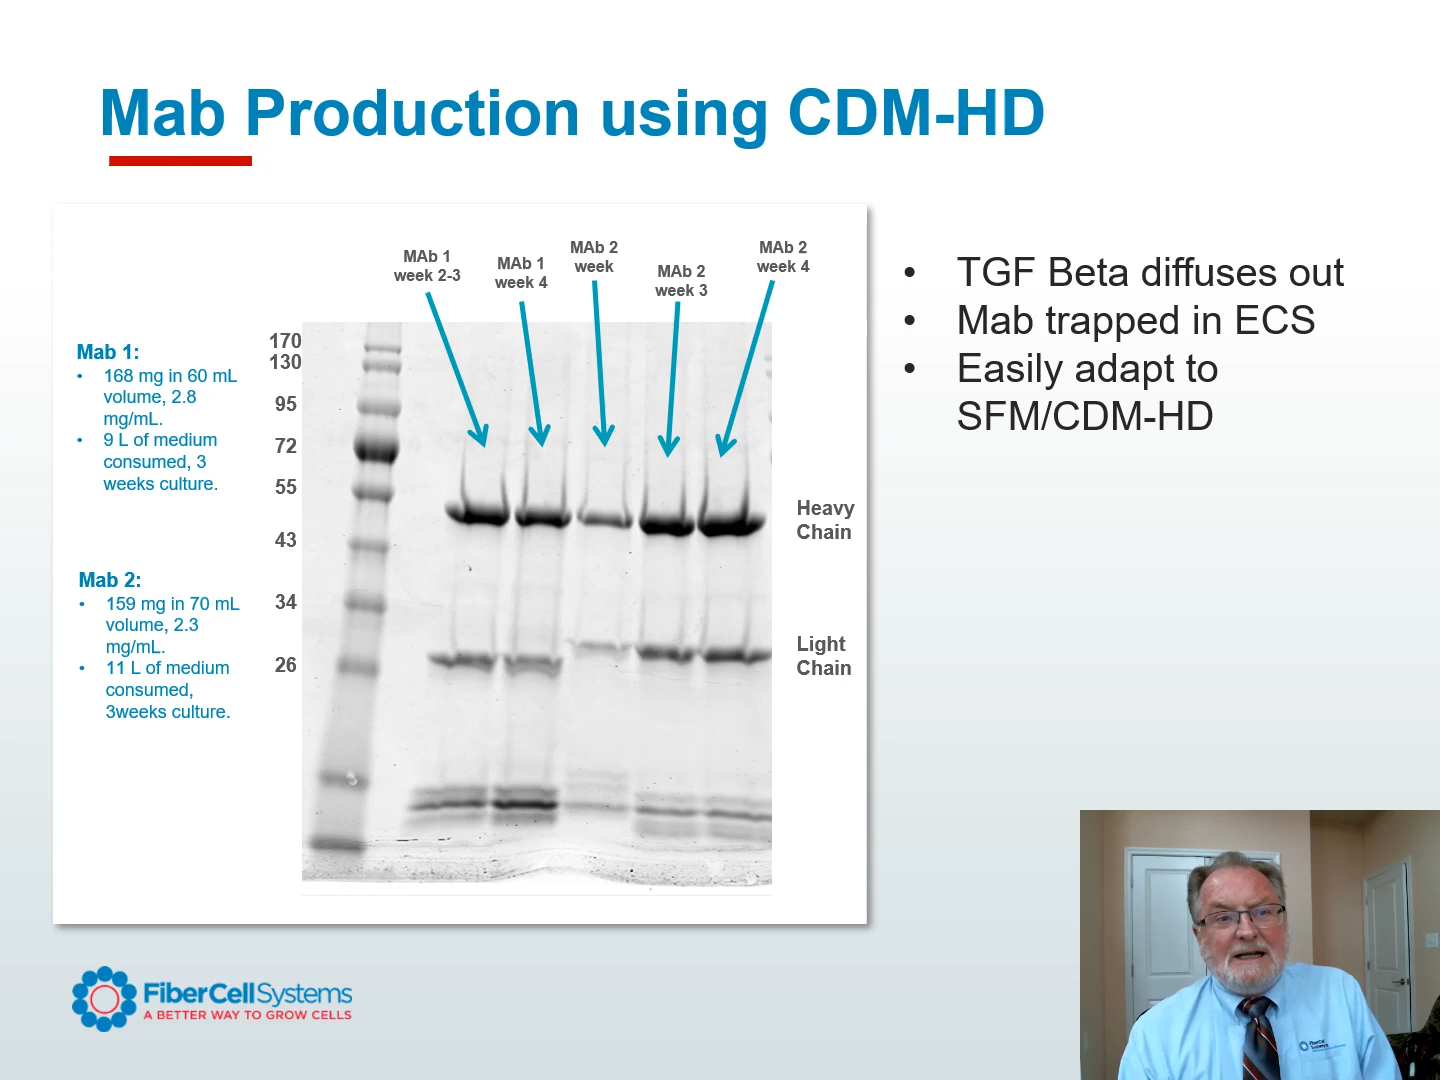 Mab Production using CDM-HD
MAb 1
week 2-3
MAb 1
week 4
MAb 2
week
MAb 2
week 3
MAb 2
week 4
Mab 1:
• 168 mg in 60 mL
volume, 2.8
mg/mL.
• 9 L of medium
consumed, 3
weeks culture.
Mab 2:
• 159 mg in 70 mL
volume, 2.3
mg/mL.
• 11 L of medium
consumed,
3weeks culture.
170
130
95
72
55
43
34
26
Heavy
Chain
Light
Chain
• TGF Beta diffuses out
• Mab trapped in ECS
• Easily adapt to
SFM/CDM-HD
FiberCellSystems
A BETTER WAY TO GROW CELLS
FiberCell
Systems